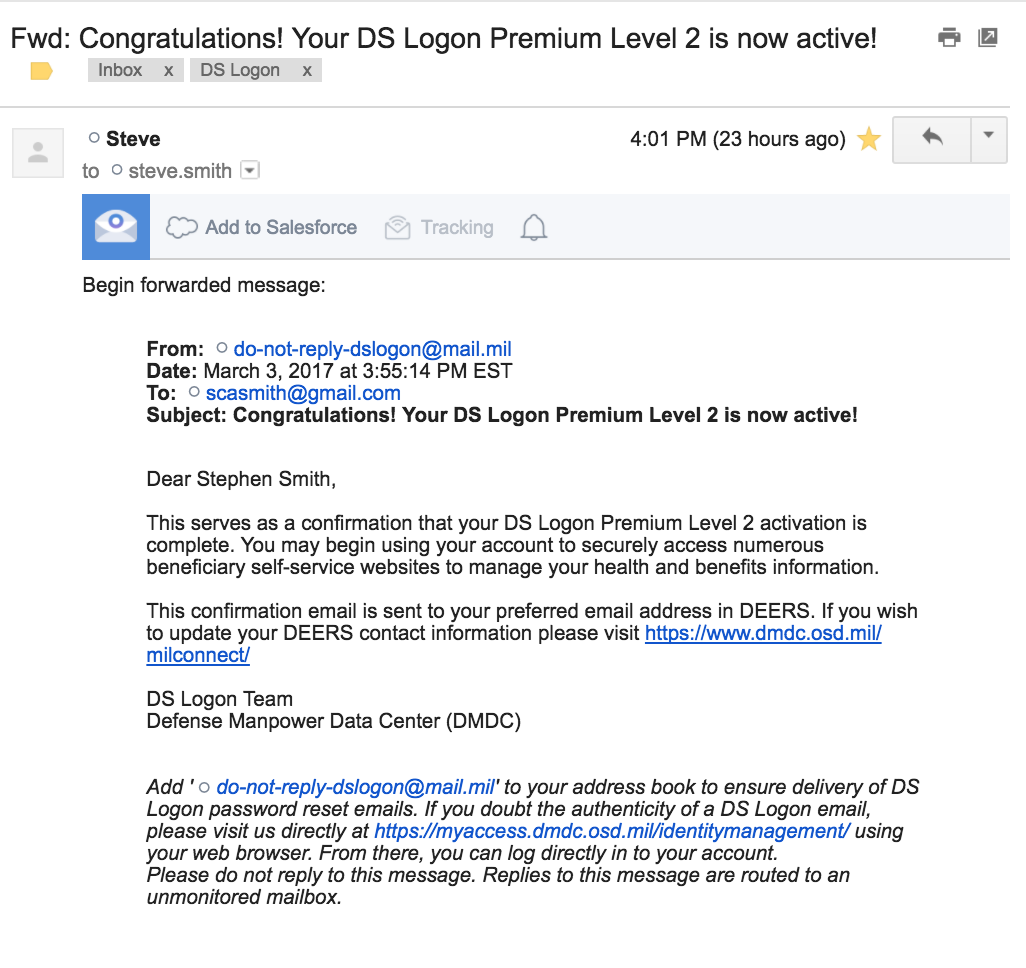 Fwd: Congratulations! Your DS Logon Premium Level 2 is now active!
Inbox x DS Logon x
Steve 4:01 PM (23 hours ago)
to steve.smith
Add to Salesforce Tracking
Begin forwarded message:
From: do-not-reply-dslogon@mail.mil
Date: March 3, 2017 at 3:55:14 PM EST
To: scasmith@gmail.com
Subject: Congratulations! Your DS Logon Premium Level 2 is now active!
Dear Stephen Smith,
This serves as a confirmation that your DS Logon Premium Level 2 activation is
complete. You may begin using your account to securely access numerous
beneficiary self-service websites to manage your health and benefits information.
This confirmation email is sent to your preferred email address in DEERS. If you wish
to update your DEERS contact information please visit https://www.dmdc.osd.mil/
milconnect/
DS Logon Team
Defense Manpower Data Center (DMDC)
Add 'do-not-reply-dslogon@mail.mil' to your address book to ensure delivery of DS
Logon password reset emails. If you doubt the authenticity of a DS Logon email,
please visit us directly at https://myaccess.dmdc.osd.mil/identitymanagement/ using
your web browser. From there, you can log directly in to your account.
Please do not reply to this message. Replies to this message are routed to an
unmonitored mailbox.